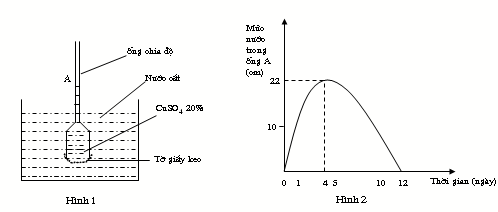 ống chia độ
A
Nước cất
CuSO4 20%
Tờ giấy keo
Hình 1
Mức
nước
trong
ống A
(cm)
22
10
0 1 4 5 10 12
Thời gian (ngày)
Hình 2